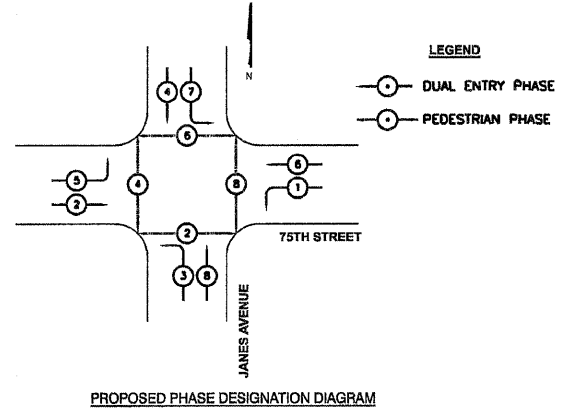 N
LEGEND
DUAL ENTRY PHASE
PEDESTRIAN PHASE
4 7
6
5
2
4
8
6
1
2
75TH STREET
3 8
JANES AVENUE
PROPOSED PHASE DESIGNATION DIAGRAM